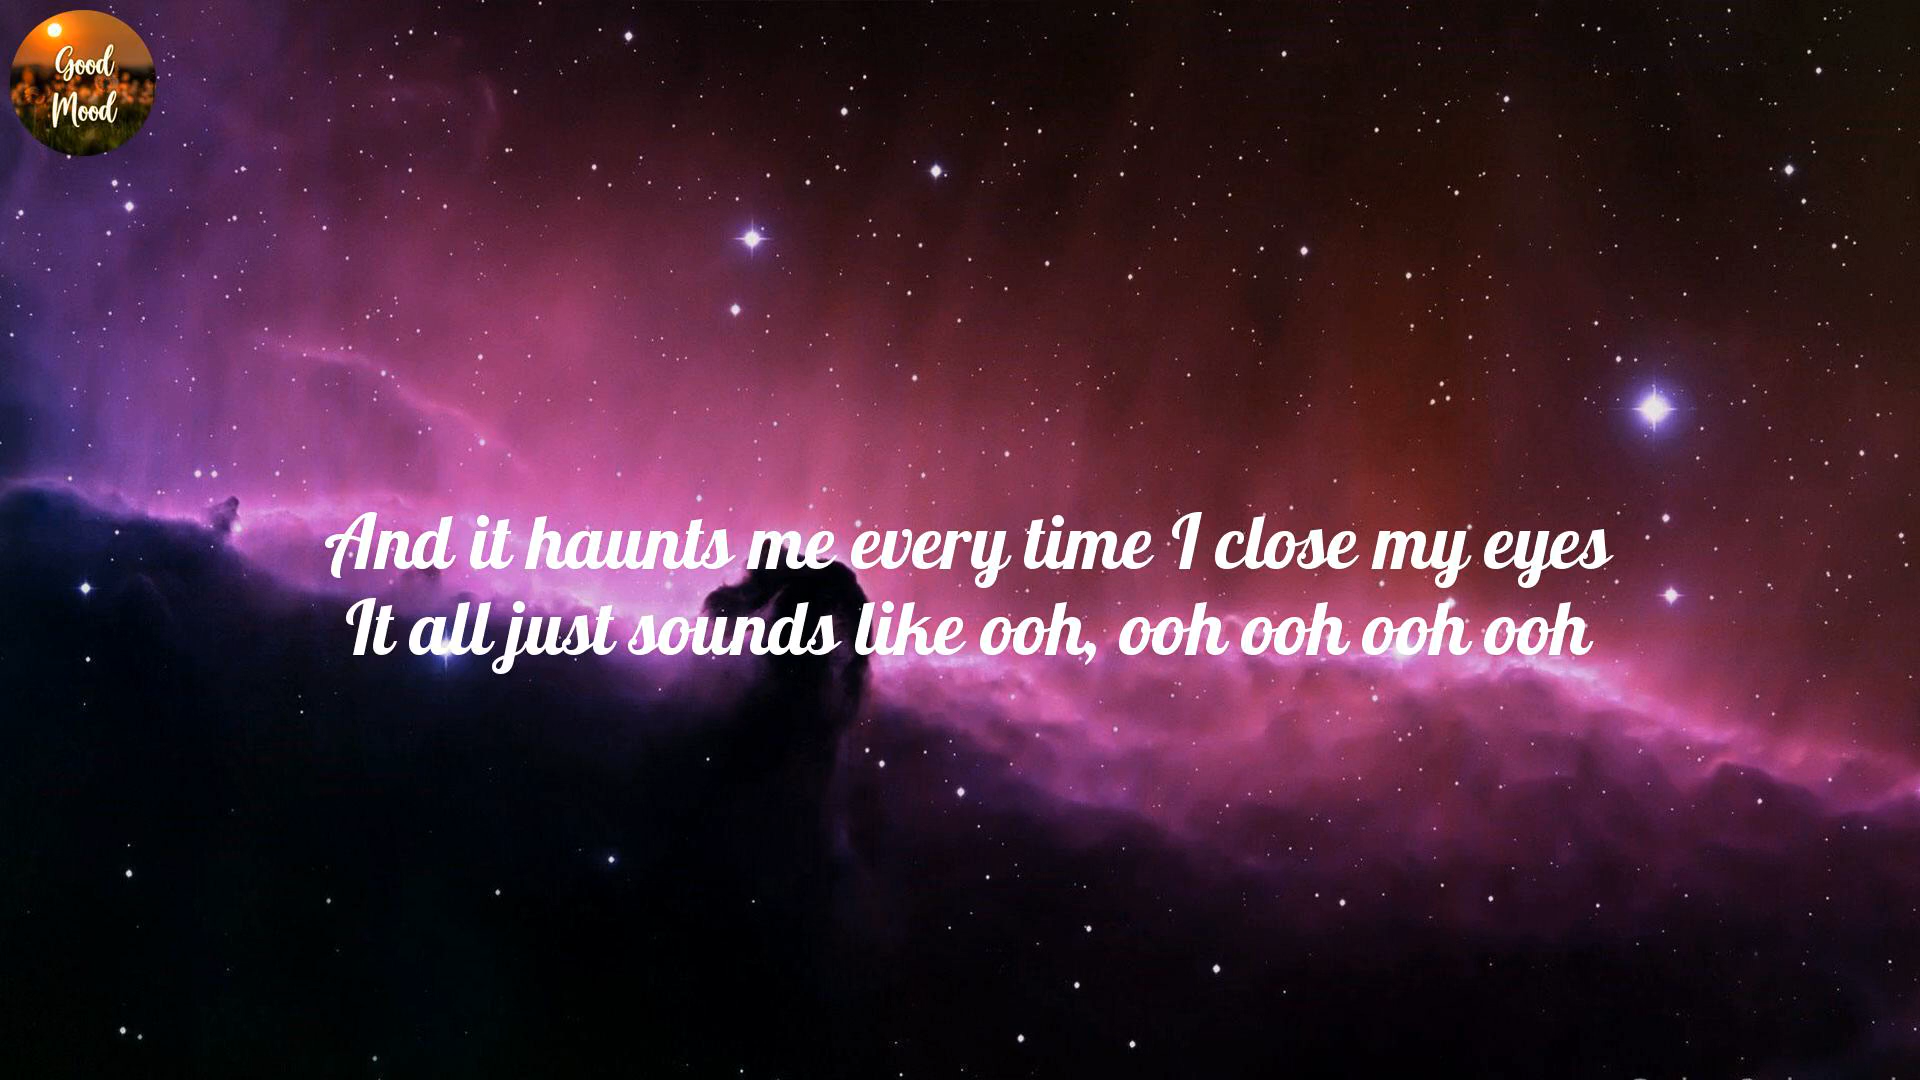 Good
Mood
And it haunts me every time I close my eyes
It all just sounds like ooh, ooh ooh ooh ooh